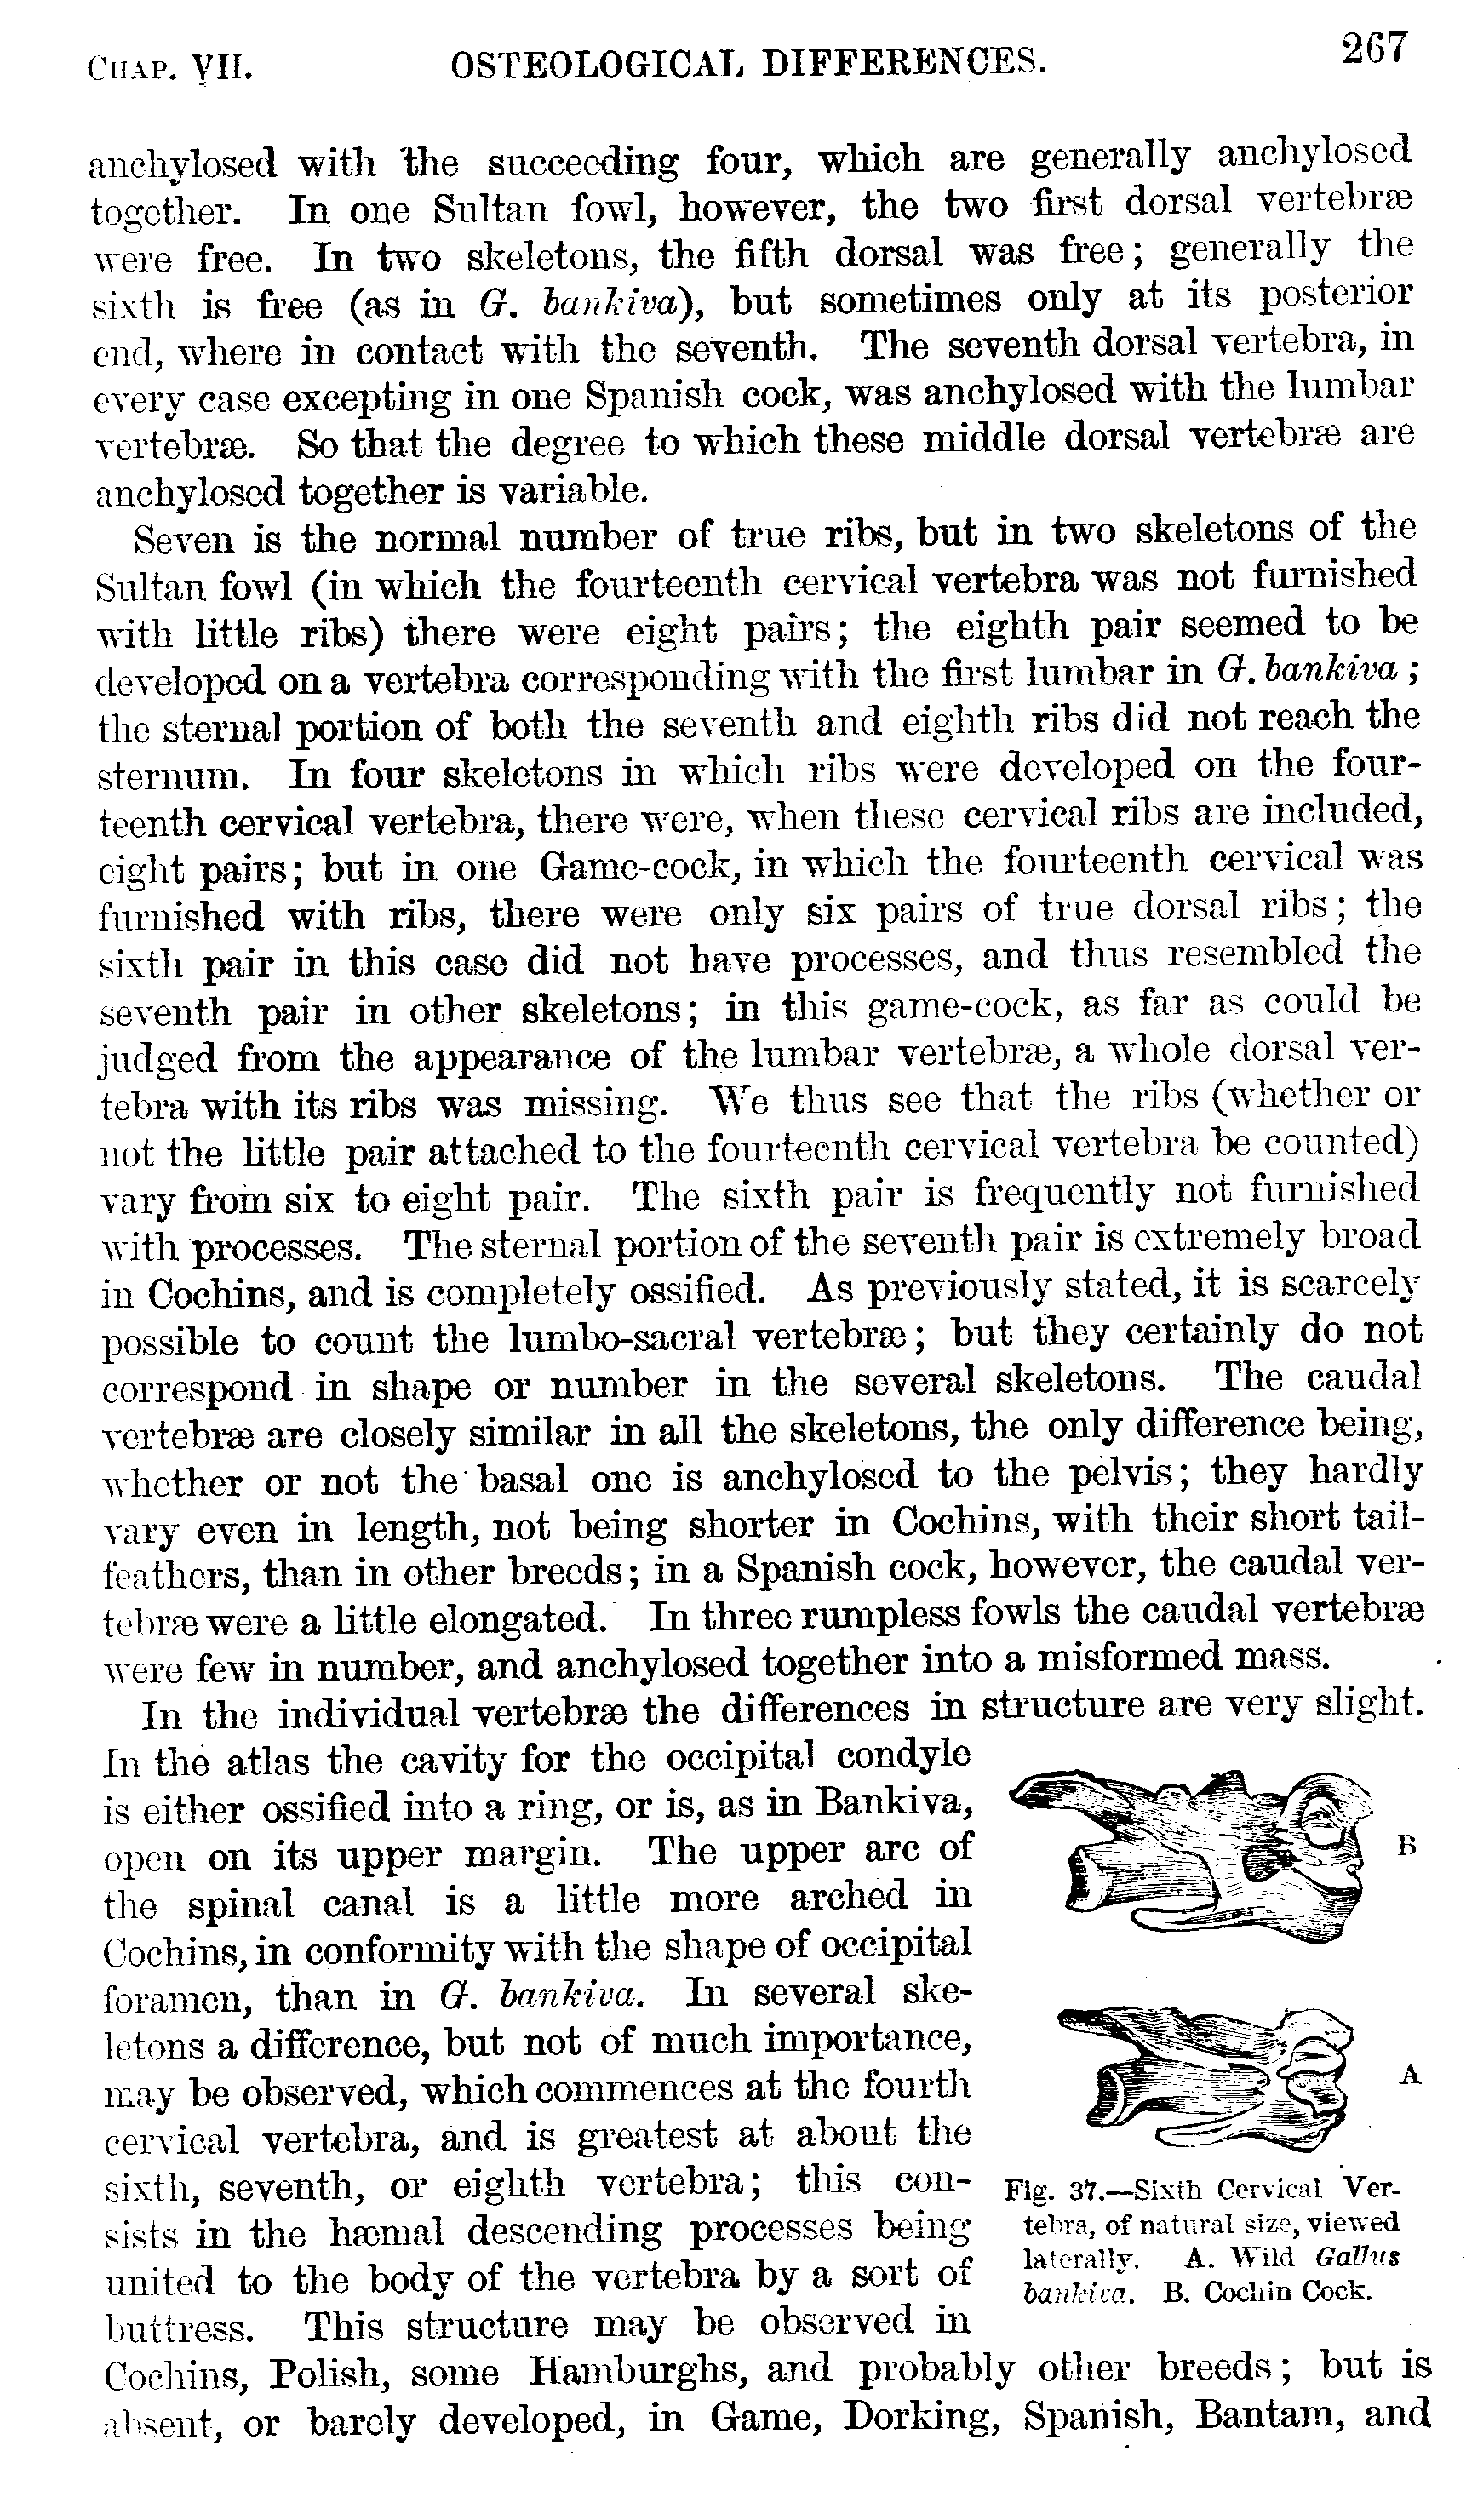 CHAP. VII. OSTEOLOGICAL DIFFERENCES. 267
anchylosed with the succeeding four, which are generally anchylosed
together. In one Sultan fowl, however, the two first dorsal vertebræ
were free. In two skeletons, the fifth dorsal was free; generally the
sixth is free (as in G. bankiva), but sometimes only at its posterior
end, where in contact with the seventh. The seventh dorsal vertebra, in
every case excepting in one Spanish cock, was anchylosed with the lumbar
vertebræ. So that the degree to which these middle dorsal vertebræ are
anchylosed together is variable.
Seven is the normal number of true ribs, but in two skeletons of the
Sultan fowl (in which the fourteenth cervical vertebra was not furnished
with little ribs) there were eight pairs; the eighth pair seemed to be
developed on a vertebra corresponding with the first lumbar in G. bankiva;
the sternal portion of both the seventh and eighth ribs did not reach the
sternum. In four skeletons in which ribs were developed on the four-
teenth cervical vertebra, there were, when these cervical ribs are included,
eight pairs; but in one Game-cock, in which the fourteenth cervical was
furnished with ribs, there were only six pairs of true dorsal ribs; the
sixth pair in this case did not have processes, and thus resembled the
seventh pair in other skeletons; in this game-cock, as far as could be
judged from the appearance of the lumbar vertebræ, a whole dorsal ver-
tebra with its ribs was missing. We thus see that the ribs (whether or
not the little pair attached to the fourteenth cervical vertebra be counted)
vary from six to eight pair. The sixth pair is frequently not furnished
with processes. The sternal portion of the seventh pair is extremely broad
in Cochins, and is completely ossified. As previously stated, it is scarcely
possible to count the lumbo-sacral vertebræ; but they certainly do not
correspond in shape or number in the several skeletons. The caudal
vertebræ are closely similar in all the skeletons, the only difference being,
whether or not the basal one is anchylosed to the pelvis; they hardly
vary even in length, not being shorter in Cochins, with their short tail-
feathers, than in other breeds; in a Spanish cock, however, the caudal ver-
tebræ were a little elongated. In three rumpless fowls the caudal vertebræ
were few in number, and anchylosed together into a misformed mass.
In the individual vertebræ the differences in structure are very slight.
In the atlas the cavity for the occipital condyle
is either ossified into a ring, or is, as in Bankiva,
open on its upper margin. The upper arc of
the spinal canal is a little more arched in
Cochins, in conformity with the shape of occipital
foramen, than in G. bankiva. In several ske-
letons a difference, but not of much importance,
may be observed, which commences at the fourth
cervical vertebra, and is greatest at about the
sixth, seventh, or eighth vertebra; this con-
sists in the hæmal descending processes being
united to the body of the vertebra by a sort of
buttress. This structure may be observed in
Cochins, Polish, some Hamburghs, and probably other breeds; but is
absent, or barely developed, in Game, Dorking, Spanish, Bantam, and
B
A
Fig. 37.—Sixth Cervical Ver-
tebra, of natural size, viewed
laterally. A. Wild Gallus
bankiva. B. Cochin Cock.